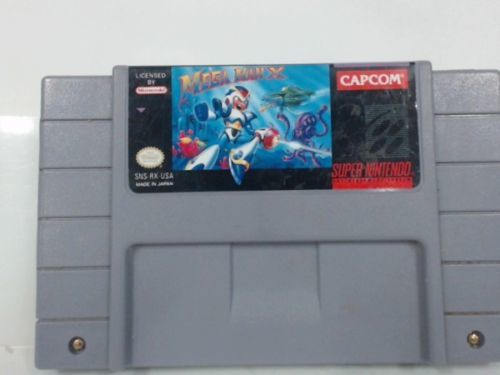 LICENSED
BY
Nintendo
MEGA MAN X
CAPCOM
SNS-RX-USA
MADE IN JAPAN
SUPER NINTENDO